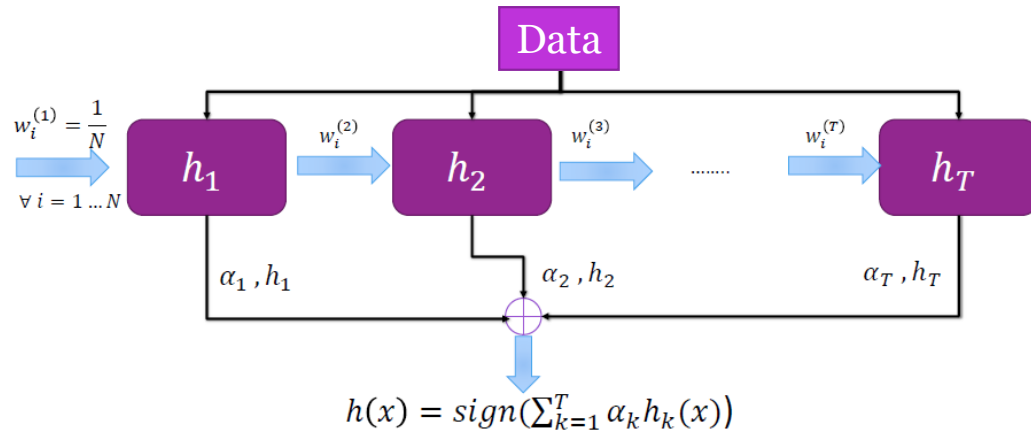 Data
w_i^{(1)} = \frac{1}{N}
∀ i = 1 … N
h_1
w_i^{(2)}
h_2
w_i^{(3)}
........
w_i^{(T)}
h_T
α_1 , h_1
α_2 , h_2
α_T , h_T
h(x) = sign(∑_{k=1}^{T} α_k h_k(x))